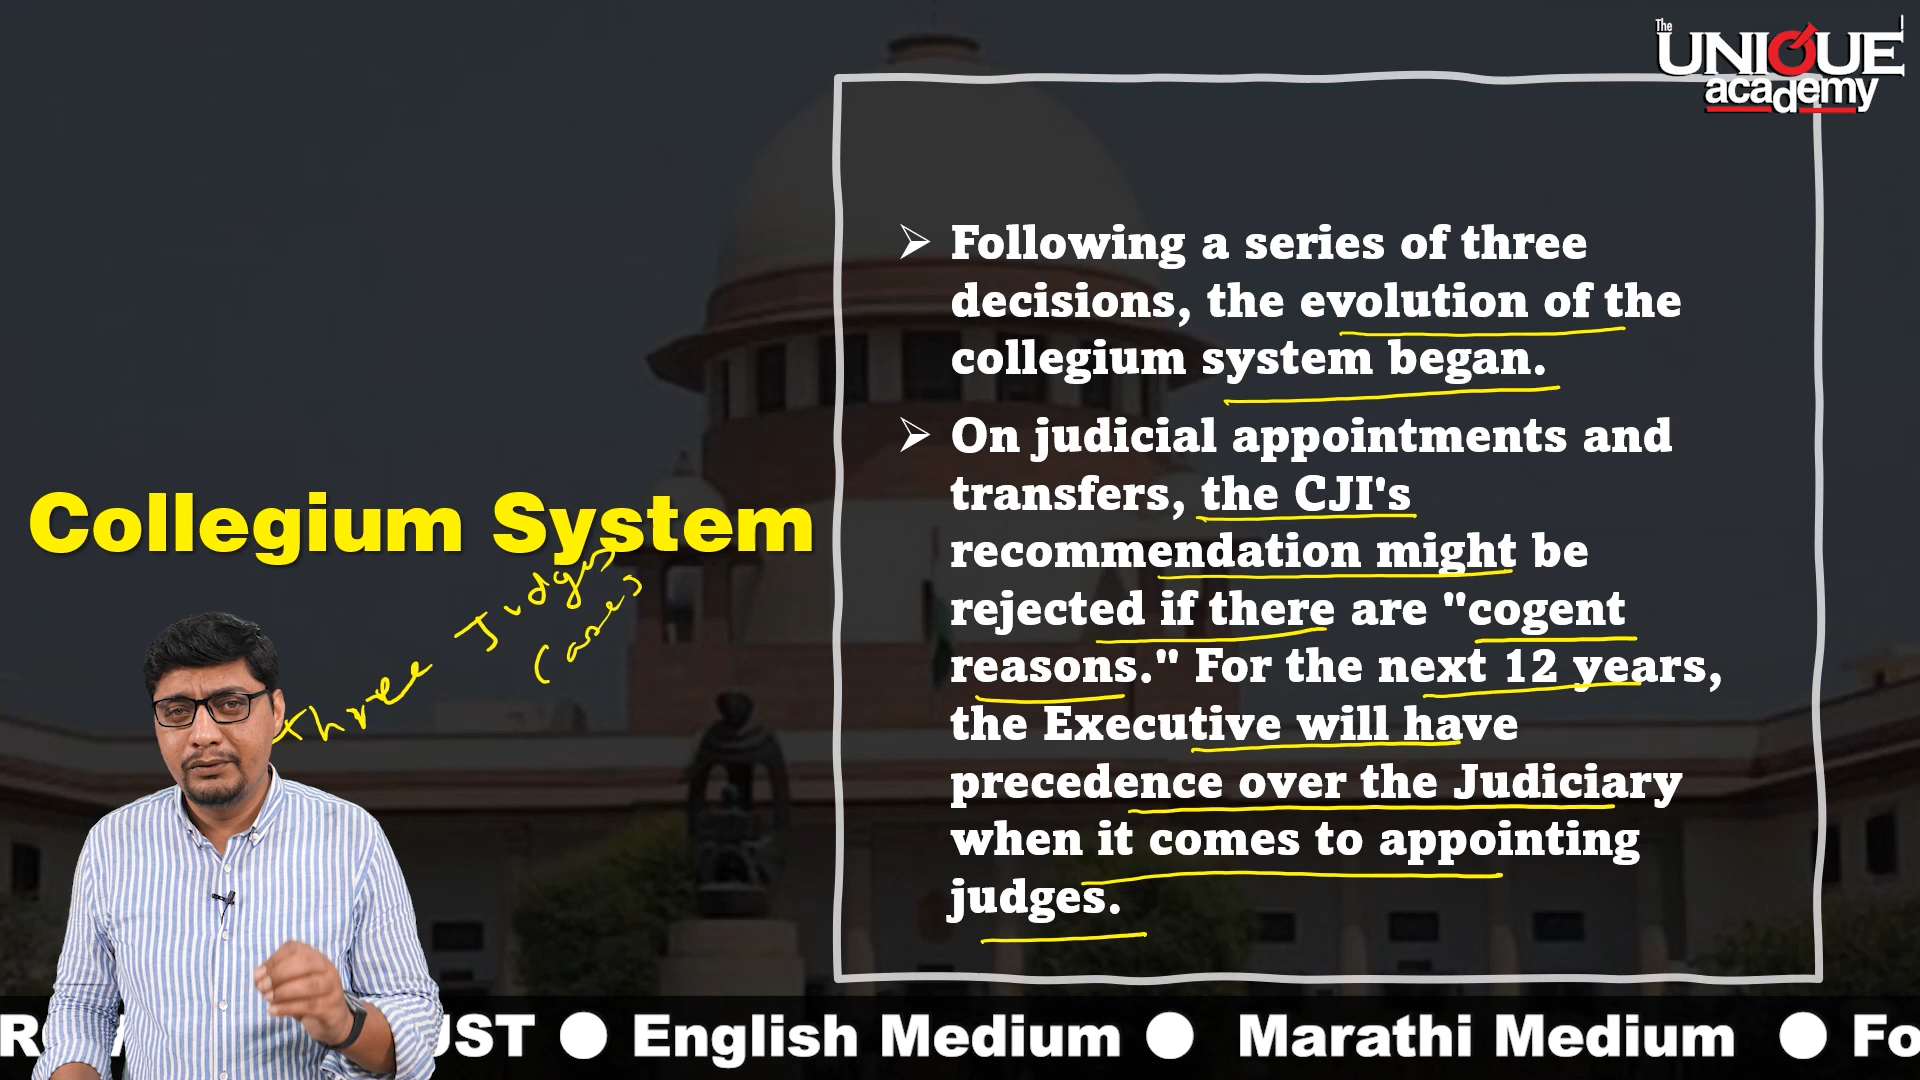 The
UNIQUE
academy
Following a series of three
decisions, the evolution of the
collegium system began.
On judicial appointments and
transfers, the CJI's
recommendation might be
rejected if there are "cogent
reasons." For the next 12 years,
the Executive will have
precedence over the Judiciary
when it comes to appointing
judges.
Collegium System
Three Judges
Cases
UST ● English Medium ● Marathi Medium ● Fo